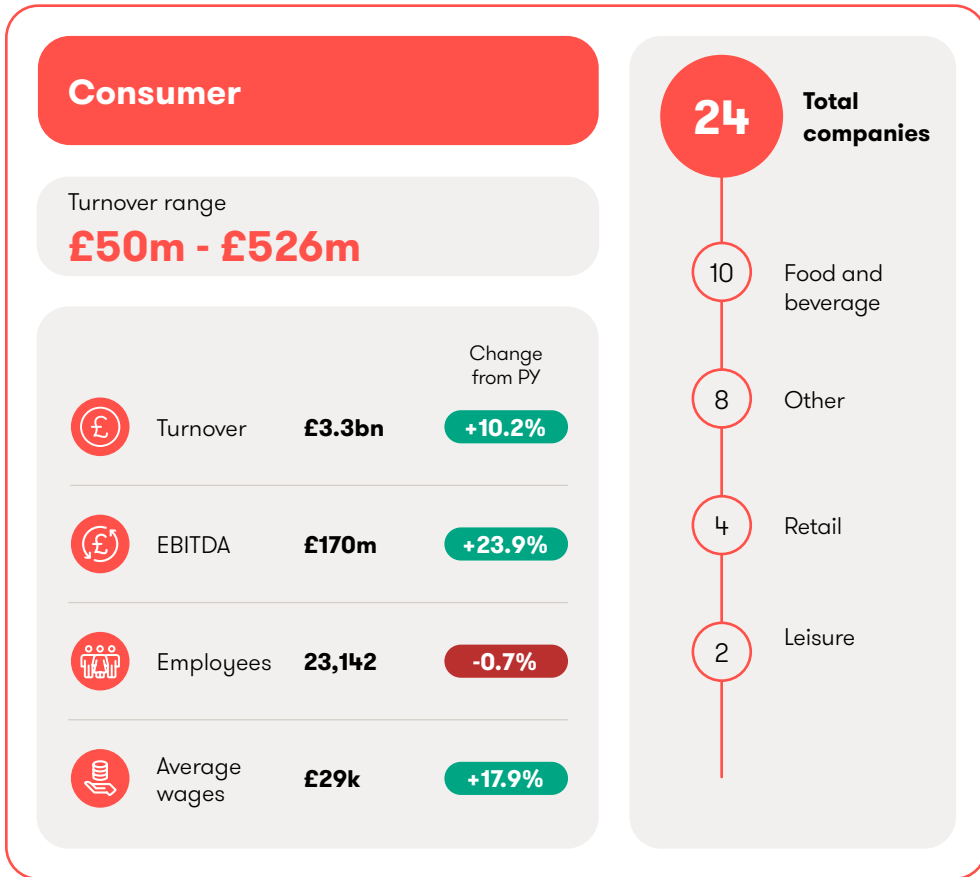 Consumer
Turnover range
£50m - £526m
Change
from PY
Turnover £3.3bn +10.2%
EBITDA £170m +23.9%
Employees 23,142 -0.7%
Average
wages £29k +17.9%
24 Total
companies
10 Food and
beverage
8 Other
4 Retail
2 Leisure